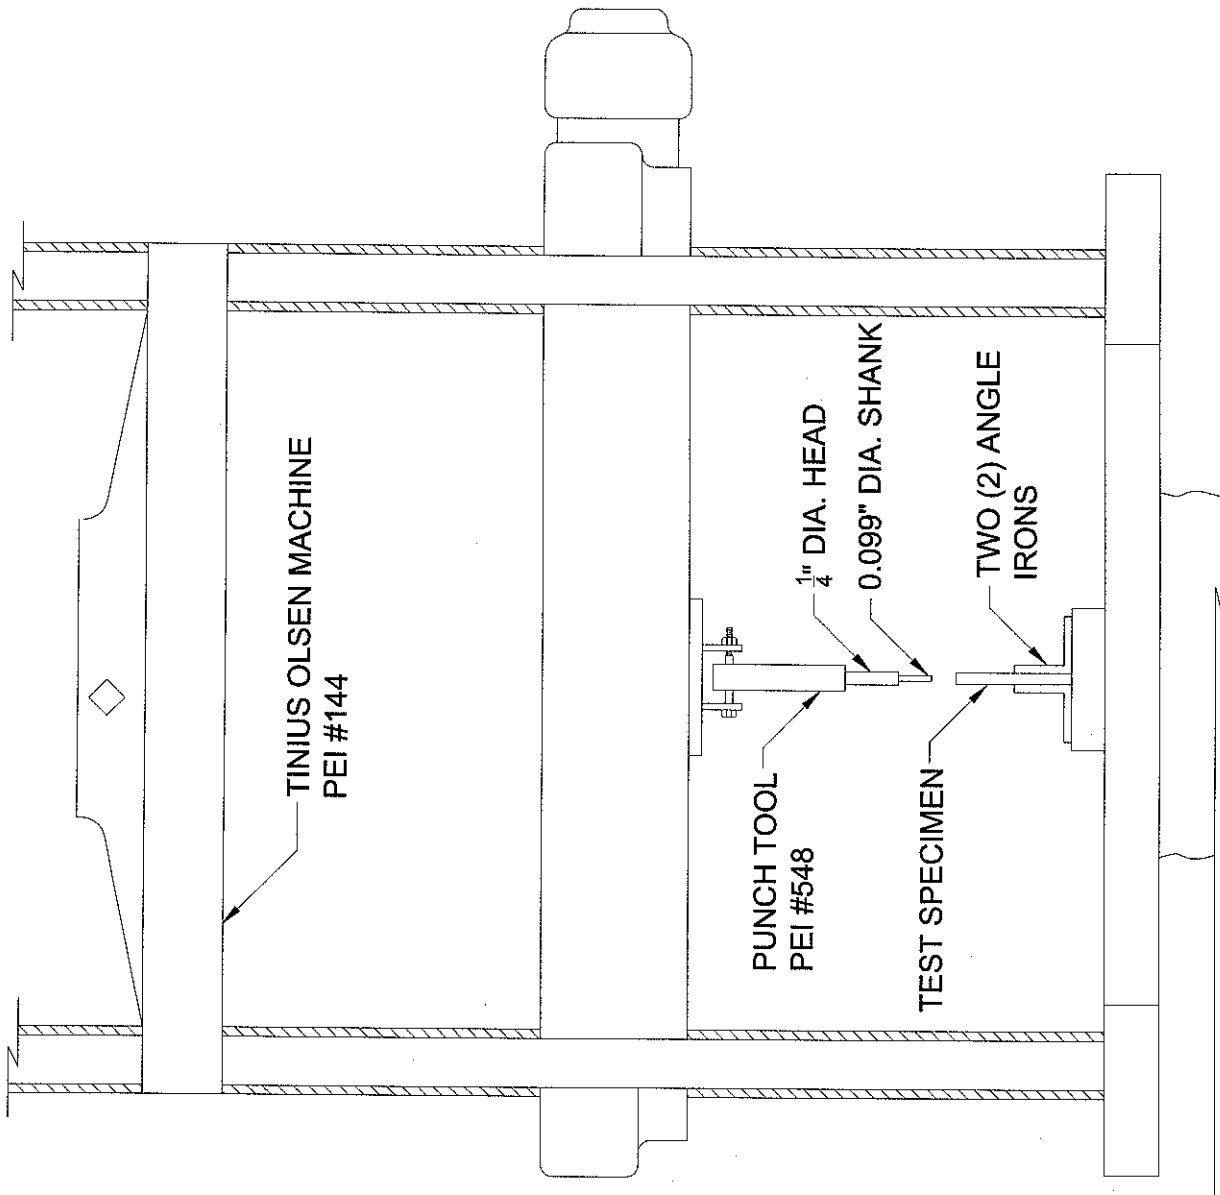 TINIUS OLSEN MACHINE
PEI #144
PUNCH TOOL
PEI #548
1/4" DIA. HEAD
0.099" DIA. SHANK
TEST SPECIMEN
TWO (2) ANGLE
IRONS